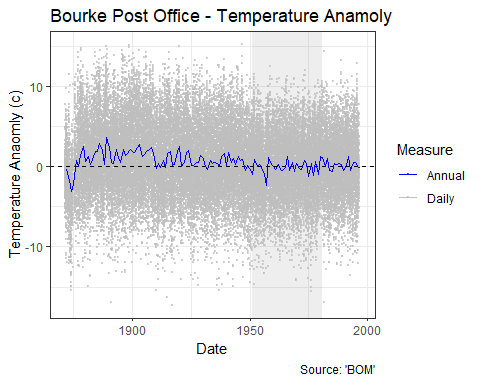 Bourke Post Office - Temperature Anamoly
Temperature Anaomly (c)
10
0
-10
1900
1950
2000
Date
Measure
Annual
Daily
Source: 'BOM'